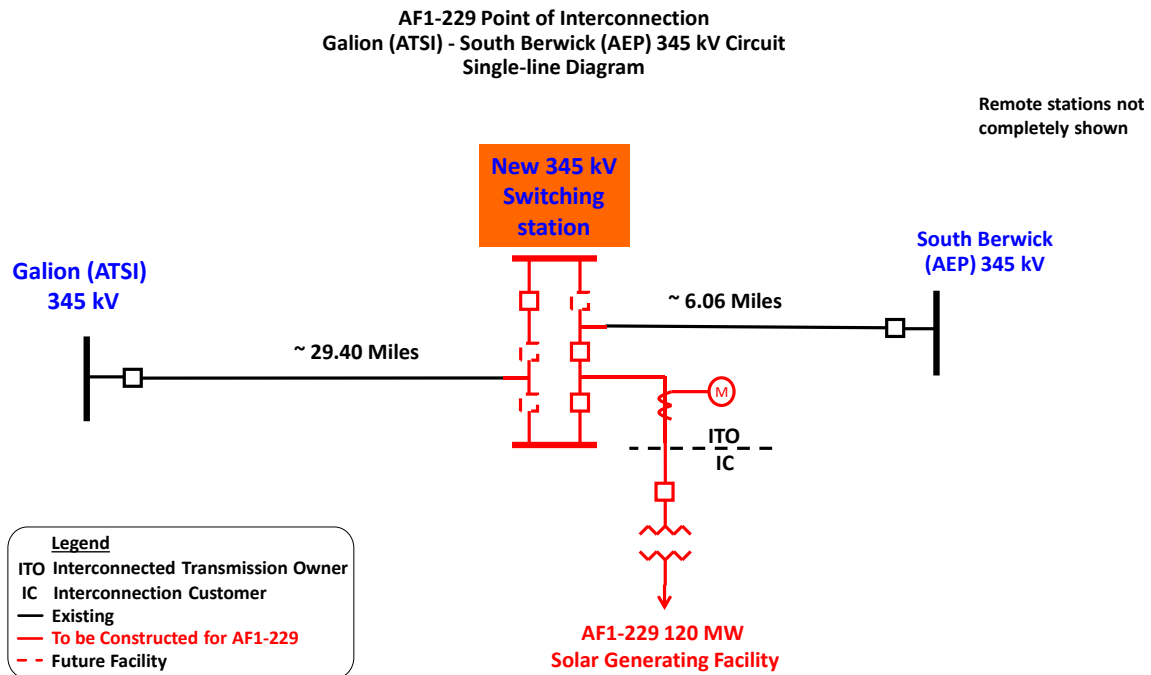 AF1-229 Point of Interconnection
Galion (ATSI) - South Berwick (AEP) 345 kV Circuit
Single-line Diagram
Remote stations not
completely shown
New 345 kV
Switching
station
South Berwick
(AEP) 345 kV
Galion (ATSI)
345 kV
~ 6.06 Miles
~ 29.40 Miles
M
ITO
IC
Legend
ITO Interconnected Transmission Owner
IC Interconnection Customer
Existing
To be Constructed for AF1-229
Future Facility
AF1-229 120 MW
Solar Generating Facility